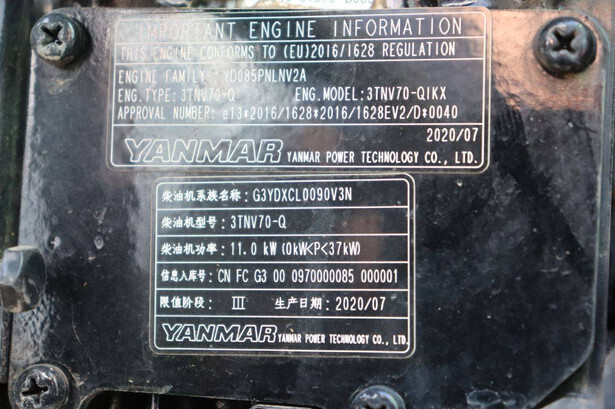 IMPORTANT ENGINE INFORMATION
THIS ENGINE CONFORMS TO (EU)2016/1628 REGULATION
ENGINE FAMILY : YD085PNLNV2A
ENG.TYPE: 3TNV70-Q ENG.MODEL:3TNV70-QIKX
APPROVAL NUMBER: e13*2016/1628*2016/1628EV2/D*0040
2020/07
YANMAR YANMAR POWER TECHNOLOGY CO., LTD.
柴油机系族名称: G3YDXCL0090V3N
柴油机型号: 3TNV70-Q
柴油机功率: 11.0 kW (0kW<P<37kW)
信息入库号: CN FC G3 00 0970000085 000001
限值阶段: III 生产日期: 2020/07
YANMAR YANMAR POWER TECHNOLOGY CO., LTD.